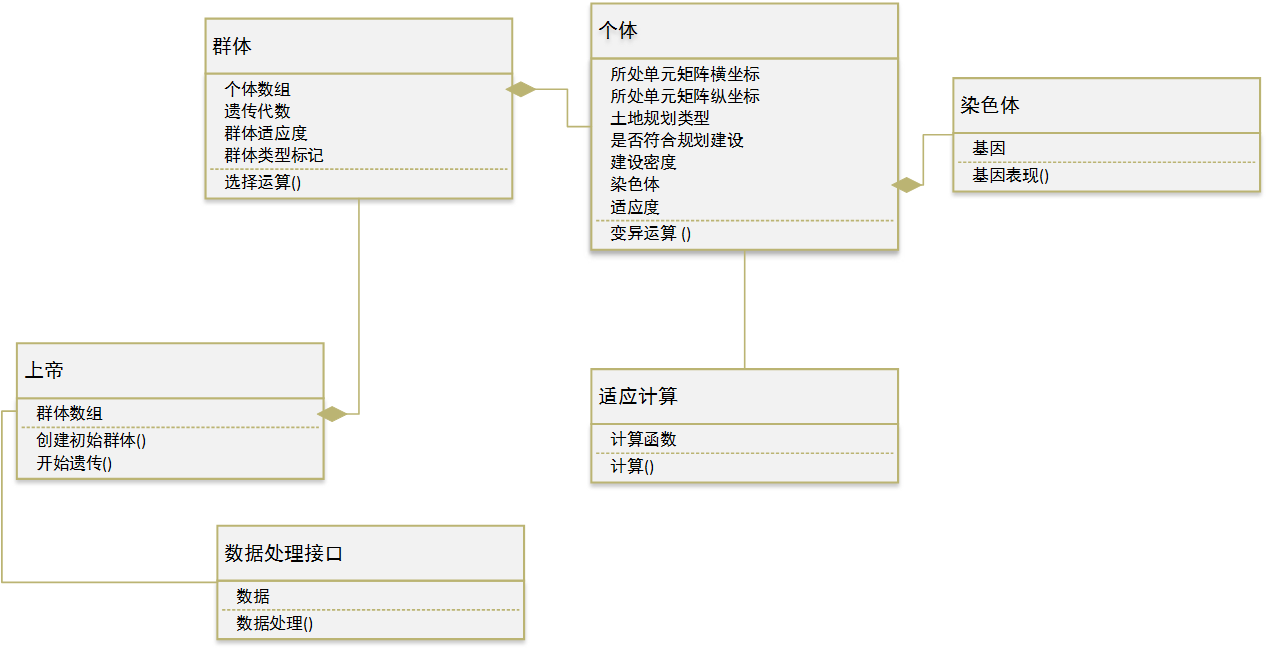 群体
个体数组
遗传代数
群体适应度
群体类型标记
选择运算()
个体
所处单元矩阵横坐标
所处单元矩阵纵坐标
土地规划类型
是否符合规划建设
建设密度
染色体
适应度
变异运算 ()
染色体
基因
基因表现()
上帝
群体数组
创建初始群体()
开始遗传()
适应计算
计算函数
计算()
数据处理接口
数据
数据处理()